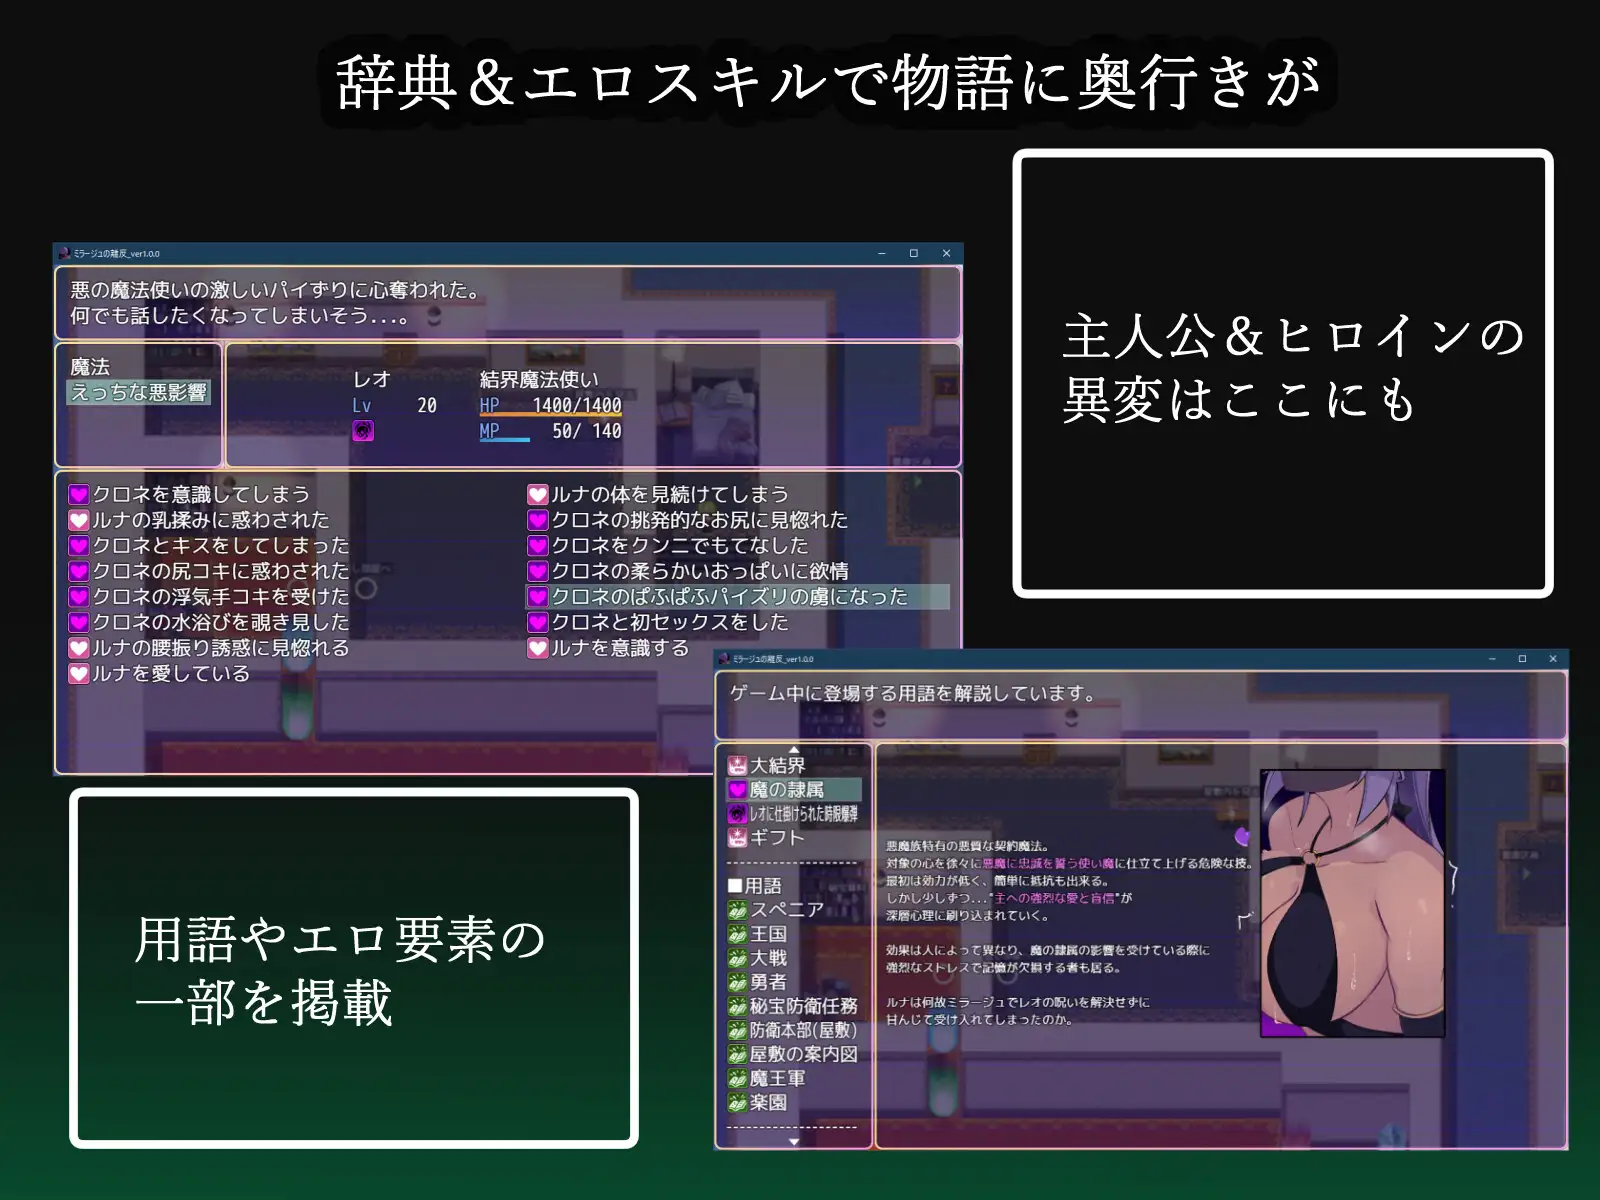 辞典＆エロスキルで物語に奥行きが
主人公＆ヒロインの
異変はここにも
ミラージュの離反_ver1.0.0
悪の魔法使いの激しいパイずりに心奪われた。
何でも話したくなってしまいそう...。
魔法
えっちな悪影響
レオ
結界魔法使い
Lv 20
HP 1400/1400
MP 50/ 140
クロネを意識してしまう
ルナの体を見続けてしまう
ルナの乳揉みに惑わされた
クロネの挑発的なお尻に見惚れた
クロネとキスをしてしまった
クロネをクンニでもてなした
クロネの尻コキに惑わされた
クロネの柔らかいおっぱいに欲情
クロネの浮気手コキを受けた
クロネのぱふぱふパイズリの虜になった
クロネの水浴びを覗き見した
クロネと初セックスをした
ルナの腰振り誘惑に見惚れる
ルナを意識する
ルナを愛している
ミラージュの離反_ver1.0.0
ゲーム中に登場する用語を解説しています。
大結界
魔の隷属
レオに仕掛けられた時限爆弾
ギフト
■用語
スペニア
王国
大戦
勇者
秘宝防衛任務
防衛本部(屋敷)
屋敷の案内図
魔王軍
楽園
悪魔族特有の悪質な契約魔法。
対象の心を徐々に悪魔に忠誠を誓う使い魔に仕立て上げる危険な技。
最初は効力が低く、簡単に抵抗も出来る。
しかし少しずつ..."主への強烈な愛と盲信"が
深層心理に刷り込まれていく。
効果は人によって異なり、魔の隷属の影響を受けている際に
強烈なストレスで記憶が欠損する者も居る。
ルナは何故ミラージュでレオの呪いを解決せずに
甘んじて受け入れてしまったのか。
用語やエロ要素の
一部を掲載